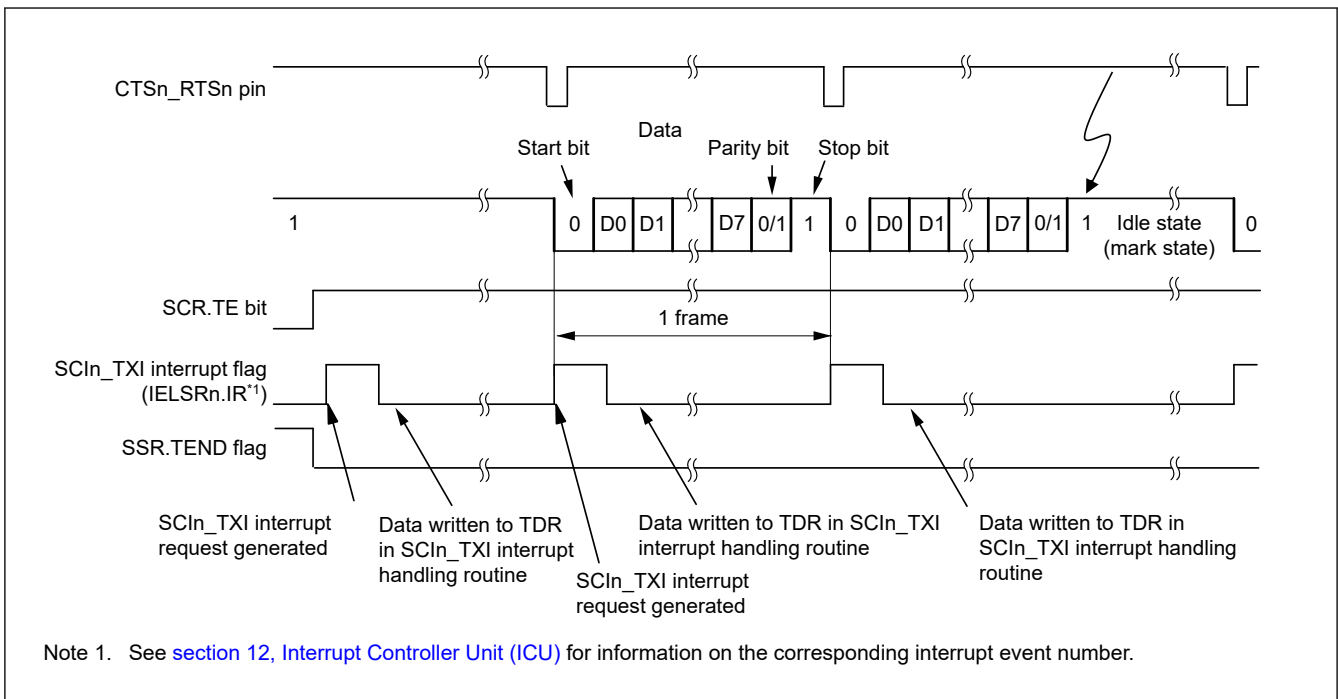 CTSn_RTSn pin
Data
Start bit
Parity bit
Stop bit
1
0
D0
D1
D7
0/1
1
0
D0
D1
D7
0/1
1
Idle state
(mark state)
0
SCR.TE bit
1 frame
SCIn_TXI interrupt flag
(IELSRn.IR*1)
SSR.TEND flag
SCIn_TXI interrupt
request generated
Data written to TDR
in SCIn_TXI interrupt
handling routine
SCIn_TXI interrupt
request generated
Data written to TDR in SCIn_TXI
interrupt handling routine
Data written to TDR in
SCIn_TXI interrupt handling
routine
Note 1. See section 12, Interrupt Controller Unit (ICU) for information on the corresponding interrupt event number.